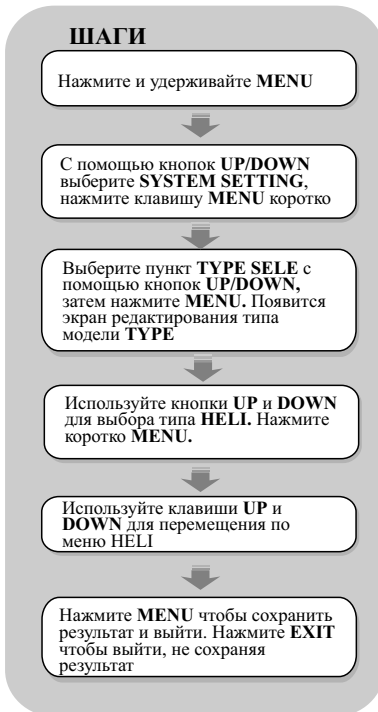 ШАГИ
Нажмите и удерживайте MENU
С помощью кнопок UP/DOWN
выберите SYSTEM SETTING,
нажмите клавишу MENU коротко
Выберите пункт TYPE SELE с
помощью кнопок UP/DOWN,
затем нажмите MENU. Появится
экран редактирования типа
модели TYPE
Используйте кнопки UP и DOWN
для выбора типа HELI. Нажмите
коротко MENU.
Используйте клавиши UP и
DOWN для перемещения по
меню HELI
Нажмите MENU чтобы сохранить
результат и выйти. Нажмите EXIT
чтобы выйти, не сохраняя
результат